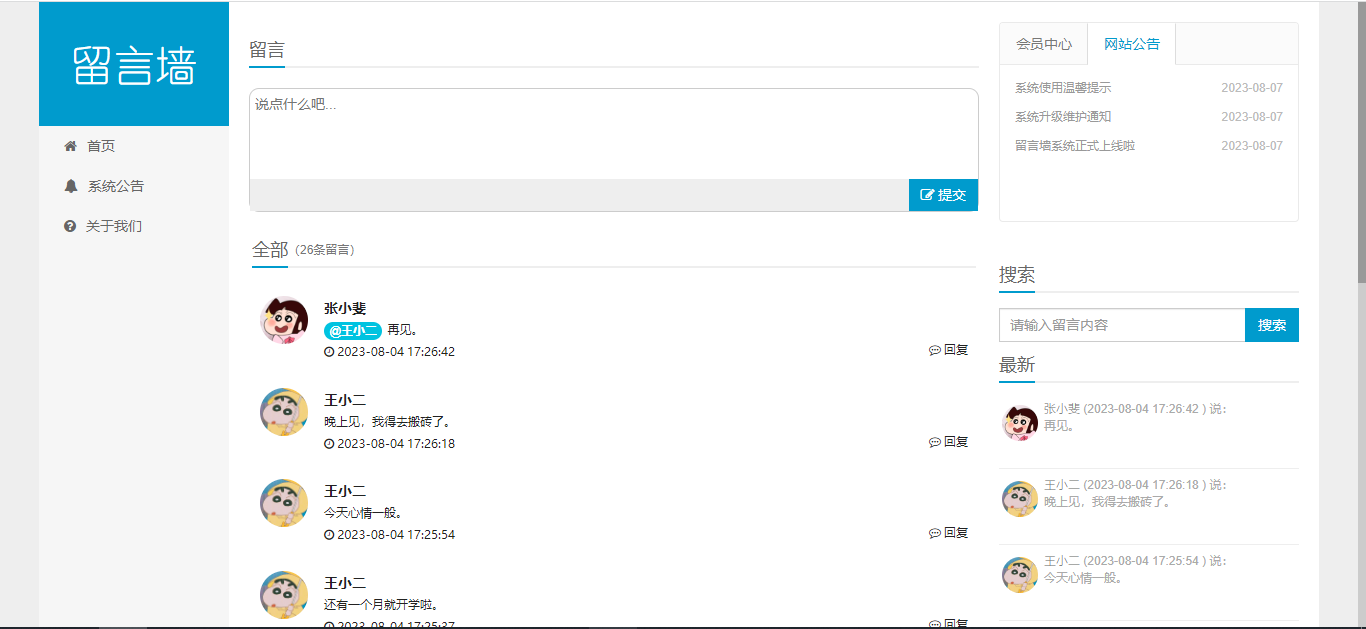 留言墙
首页
系统公告
关于我们
留言
说点什么吧...
提交
全部 (26条留言)
张小斐
@王小二 再见。
2023-08-04 17:26:42 回复
王小二
晚上见，我得去搬砖了。
2023-08-04 17:26:18 回复
王小二
今天心情一般。
2023-08-04 17:25:54 回复
王小二
还有一个月就开学啦。
2023-08-04 17:25:37 回复
会员中心 网站公告
系统使用温馨提示 2023-08-07
系统升级维护通知 2023-08-07
留言墙系统正式上线啦 2023-08-07
搜索
请输入留言内容 搜索
最新
张小斐 (2023-08-04 17:26:42 ) 说：
再见。
王小二 (2023-08-04 17:26:18 ) 说：
晚上见，我得去搬砖了。
王小二 (2023-08-04 17:25:54 ) 说：
今天心情一般。